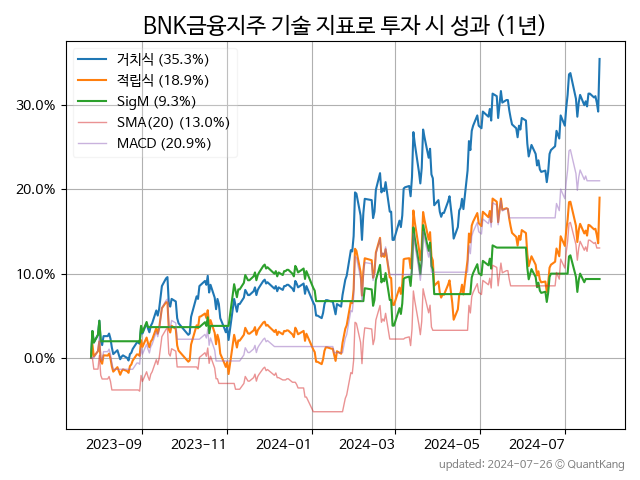 BNK금융지주 기술 지표로 투자 시 성과 (1년)
거치식 (35.3%)
적립식 (18.9%)
SigM (9.3%)
SMA(20) (13.0%)
MACD (20.9%)
30.0%
20.0%
10.0%
0.0%
2023-09 2023-11 2024-01 2024-03 2024-05 2024-07
updated: 2024-07-26 © QuantKang